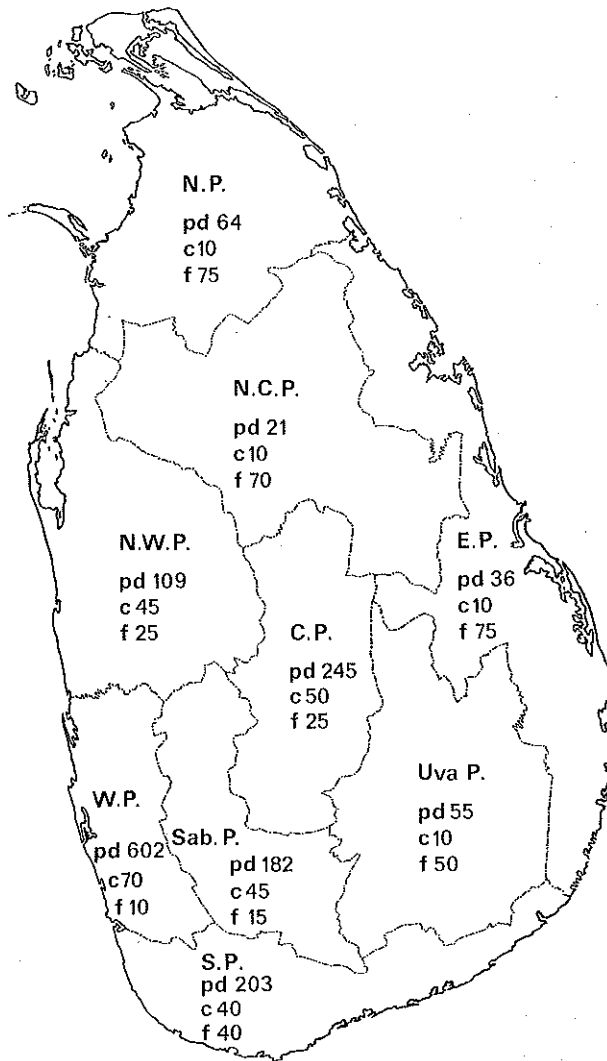 N.P.
pd 64
c10
f 75
N.C.P.
pd 21
c10
f 70
N.W.P.
pd 109
c 45
f 25
E.P.
pd 36
c10
f 75
C.P.
pd 245
c 50
f 25
Uva P.
pd 55
c10
f 50
W.P.
pd 602
c70
f 10
Sab. P.
pd 182
c 45
f 15
S.P.
pd 203
c 40
f 40